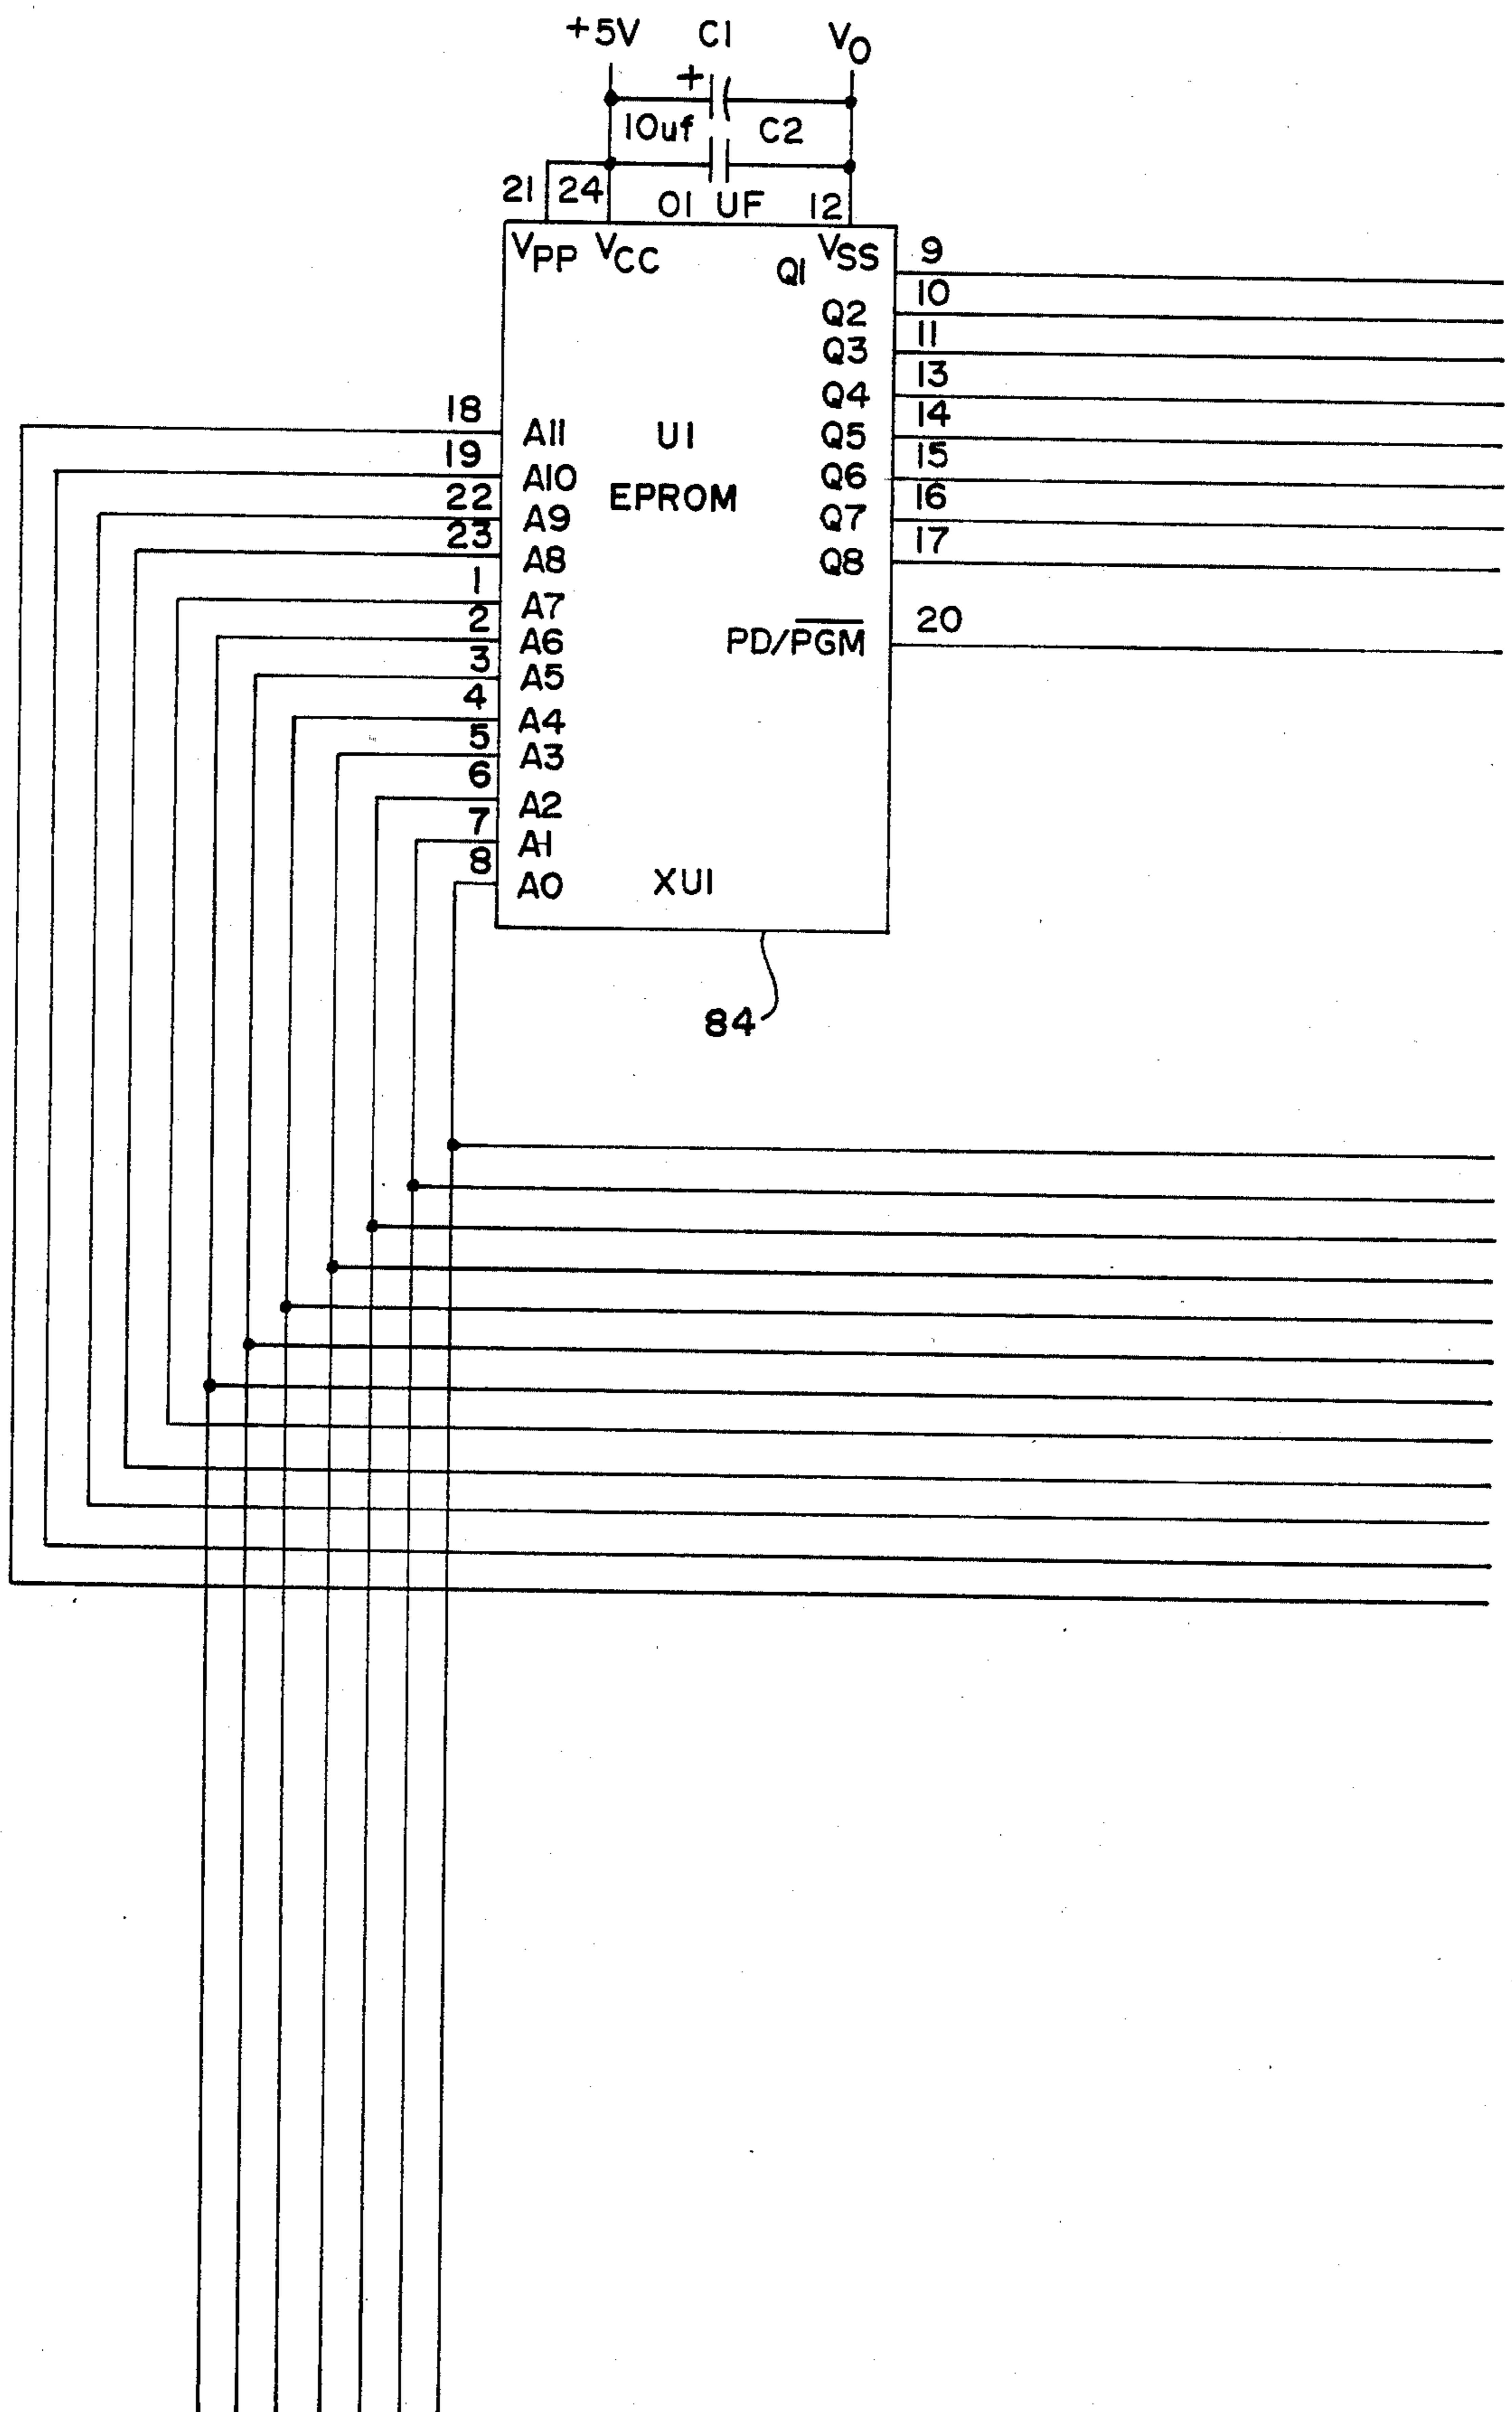 +5V C1 V0
+
10uf C2
21 24 01 UF 12
VPP VCC Q1 VSS 9
10
Q2
11
Q3
13
Q4
18 14
A11 U1 Q5
19 15
A10 EPROM Q6
22 16
A9 Q7
23 17
A8 Q8
1
A7
2 20
A6 PD/PGM
3
A5
4
A4
5
A3
6
A2
7
A1
8
A0 XU1
84